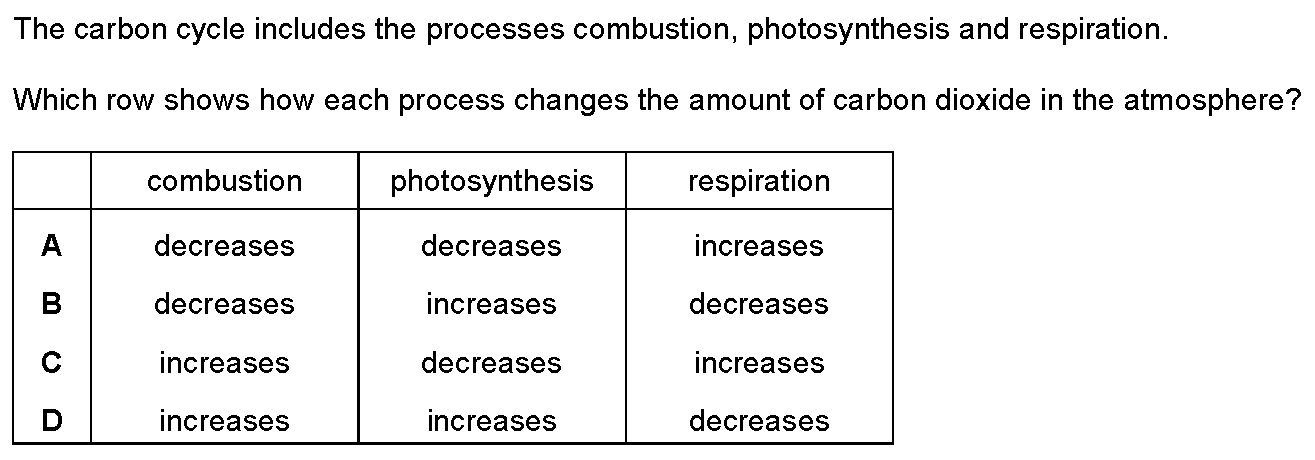 The carbon cycle includes the processes combustion, photosynthesis and respiration.
Which row shows how each process changes the amount of carbon dioxide in the atmosphere?
combustion photosynthesis respiration
A decreases decreases increases
B decreases increases decreases
C increases decreases increases
D increases increases decreases